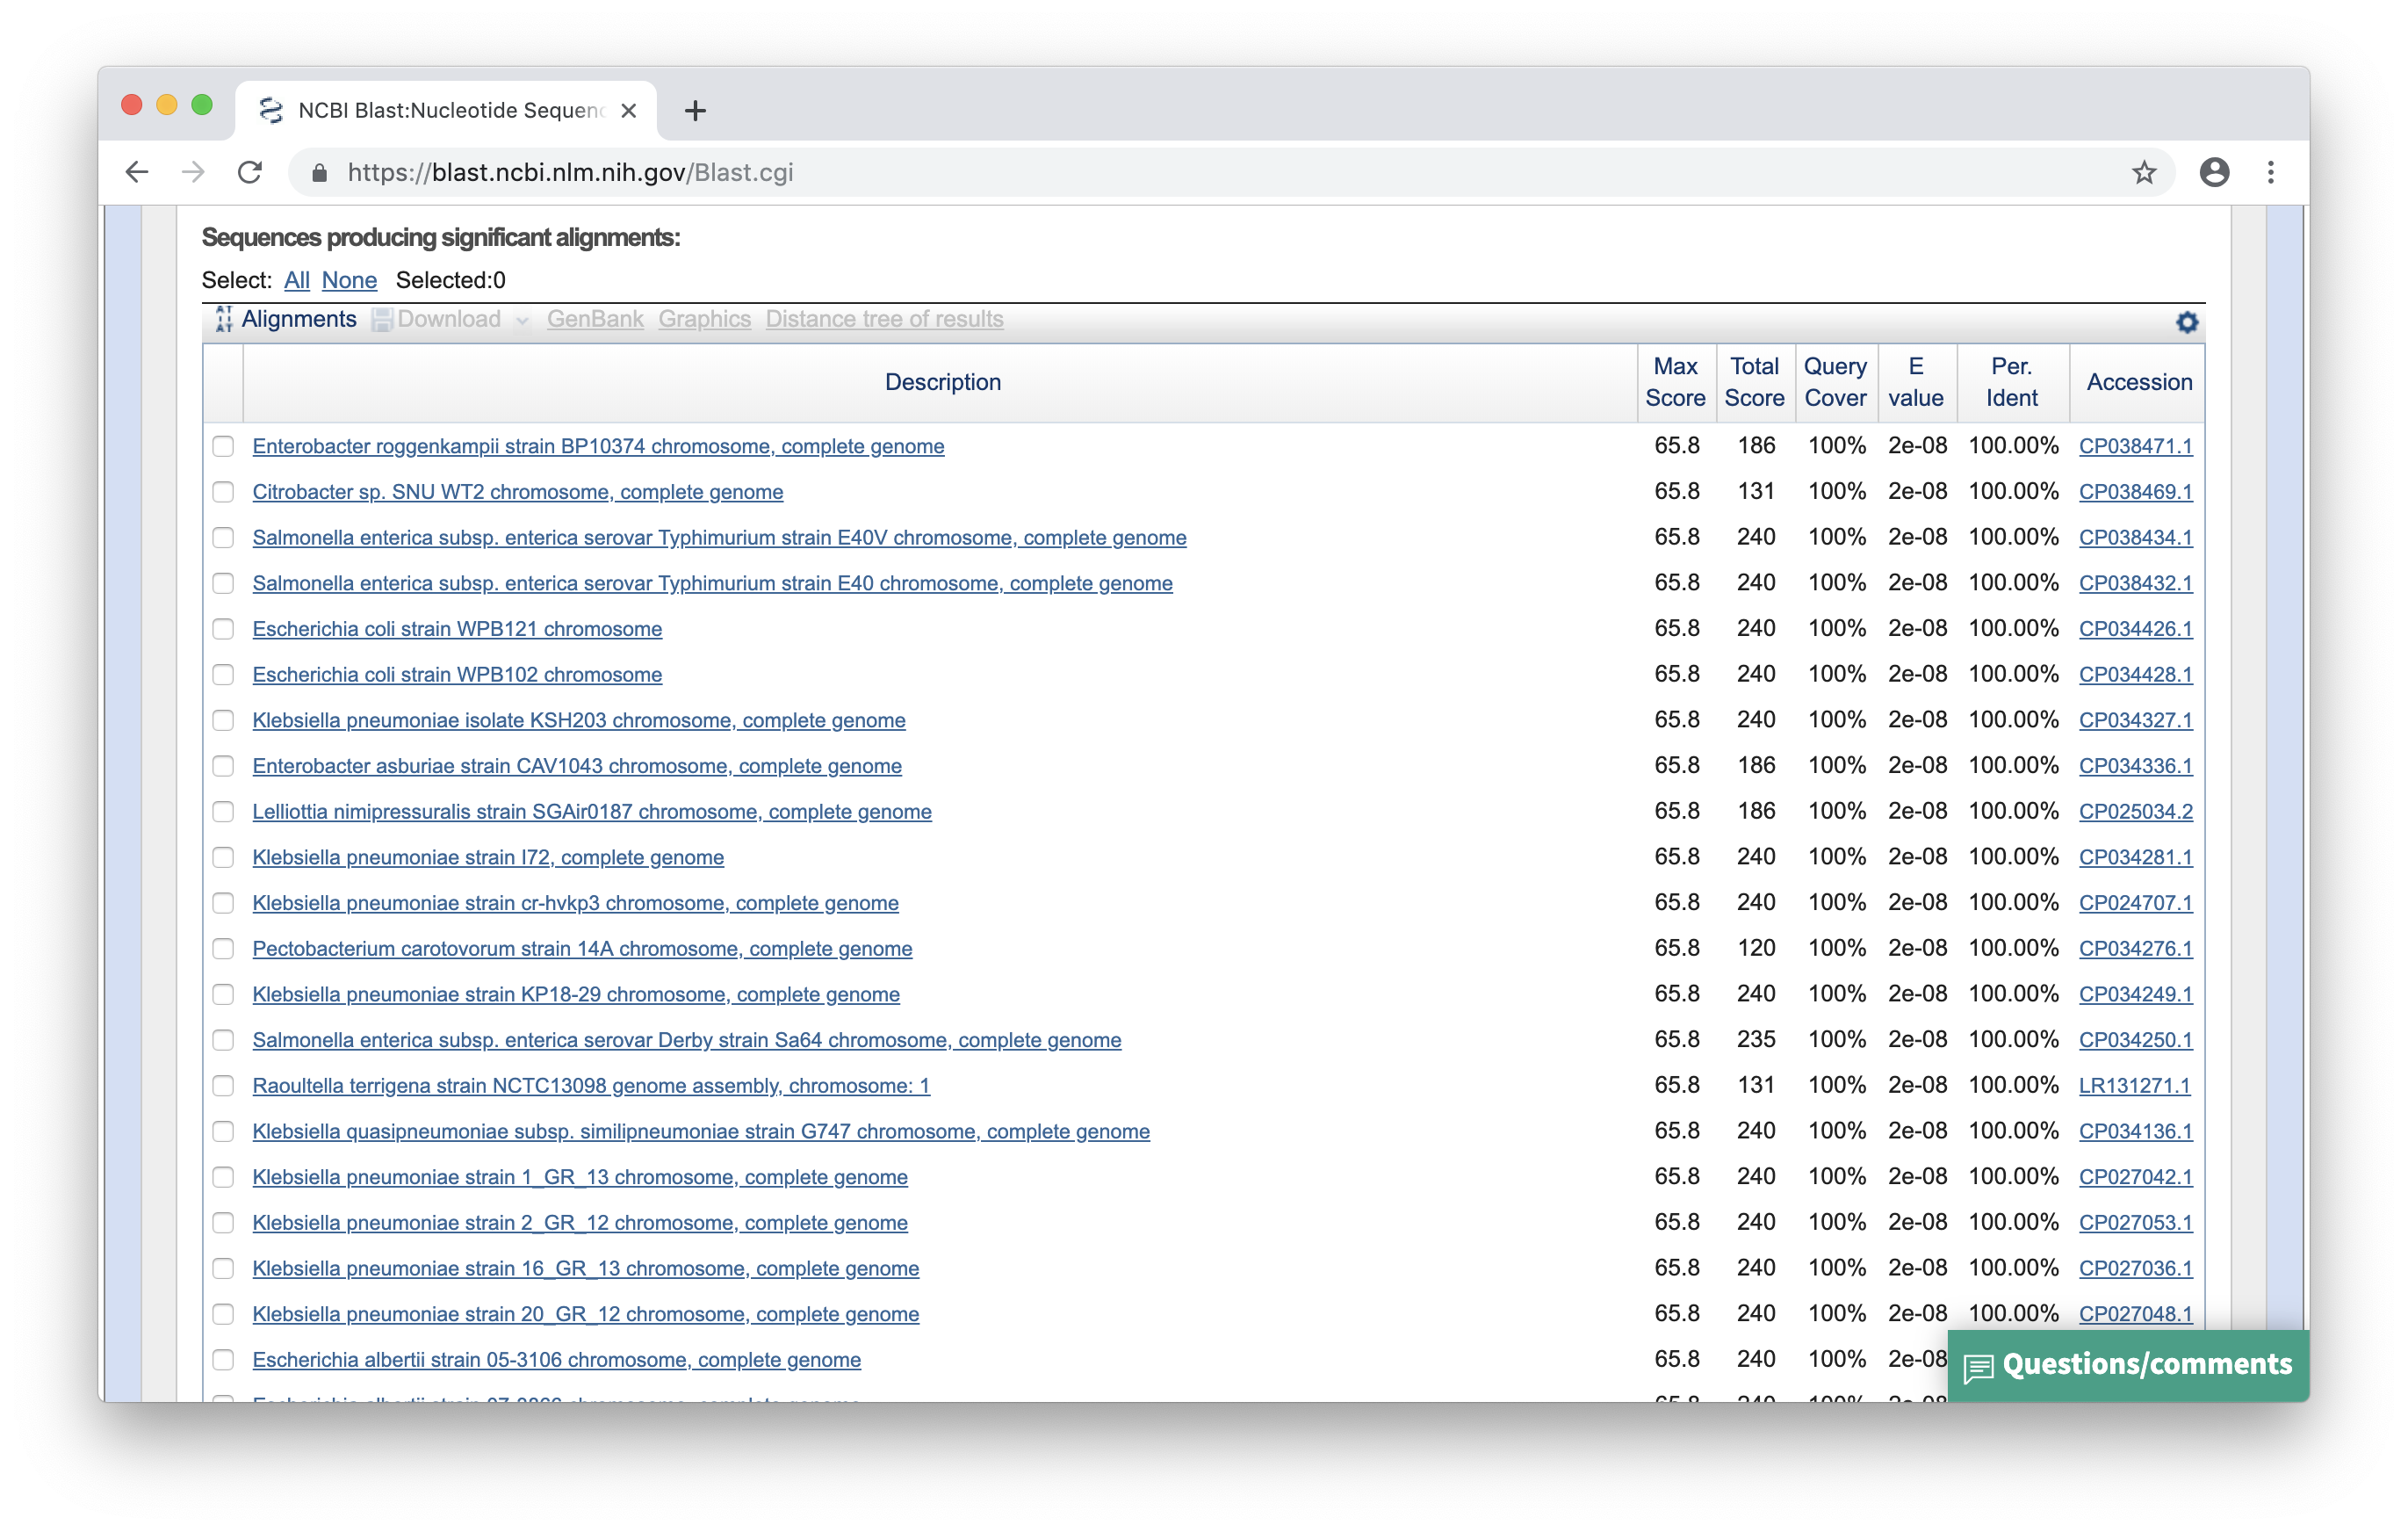 NCBI Blast:Nucleotide Sequenc
https://blast.ncbi.nlm.nih.gov/Blast.cgi
Sequences producing significant alignments:
Select: All None Selected:0
Alignments Download GenBank Graphics Distance tree of results
Description Max Score Total Score Query Cover E value Per. Ident Accession
Enterobacter roggenkampii strain BP10374 chromosome, complete genome 65.8 186 100% 2e-08 100.00% CP038471.1
Citrobacter sp. SNU WT2 chromosome, complete genome 65.8 131 100% 2e-08 100.00% CP038469.1
Salmonella enterica subsp. enterica serovar Typhimurium strain E40V chromosome, complete genome 65.8 240 100% 2e-08 100.00% CP038434.1
Salmonella enterica subsp. enterica serovar Typhimurium strain E40 chromosome, complete genome 65.8 240 100% 2e-08 100.00% CP038432.1
Escherichia coli strain WPB121 chromosome 65.8 240 100% 2e-08 100.00% CP034426.1
Escherichia coli strain WPB102 chromosome 65.8 240 100% 2e-08 100.00% CP034428.1
Klebsiella pneumoniae isolate KSH203 chromosome, complete genome 65.8 240 100% 2e-08 100.00% CP034327.1
Enterobacter asburiae strain CAV1043 chromosome, complete genome 65.8 186 100% 2e-08 100.00% CP034336.1
Lelliottia nimipressuralis strain SGAir0187 chromosome, complete genome 65.8 186 100% 2e-08 100.00% CP025034.2
Klebsiella pneumoniae strain I72, complete genome 65.8 240 100% 2e-08 100.00% CP034281.1
Klebsiella pneumoniae strain cr-hvkp3 chromosome, complete genome 65.8 240 100% 2e-08 100.00% CP024707.1
Pectobacterium carotovorum strain 14A chromosome, complete genome 65.8 120 100% 2e-08 100.00% CP034276.1
Klebsiella pneumoniae strain KP18-29 chromosome, complete genome 65.8 240 100% 2e-08 100.00% CP034249.1
Salmonella enterica subsp. enterica serovar Derby strain Sa64 chromosome, complete genome 65.8 235 100% 2e-08 100.00% CP034250.1
Raoultella terrigena strain NCTC13098 genome assembly, chromosome: 1 65.8 131 100% 2e-08 100.00% LR131271.1
Klebsiella quasipneumoniae subsp. similipneumoniae strain G747 chromosome, complete genome 65.8 240 100% 2e-08 100.00% CP034136.1
Klebsiella pneumoniae strain 1_GR_13 chromosome, complete genome 65.8 240 100% 2e-08 100.00% CP027042.1
Klebsiella pneumoniae strain 2_GR_12 chromosome, complete genome 65.8 240 100% 2e-08 100.00% CP027053.1
Klebsiella pneumoniae strain 16_GR_13 chromosome, complete genome 65.8 240 100% 2e-08 100.00% CP027036.1
Klebsiella pneumoniae strain 20_GR_12 chromosome, complete genome 65.8 240 100% 2e-08 100.00% CP027048.1
Escherichia albertii strain 05-3106 chromosome, complete genome 65.8 240 100% 2e-08
Questions/comments